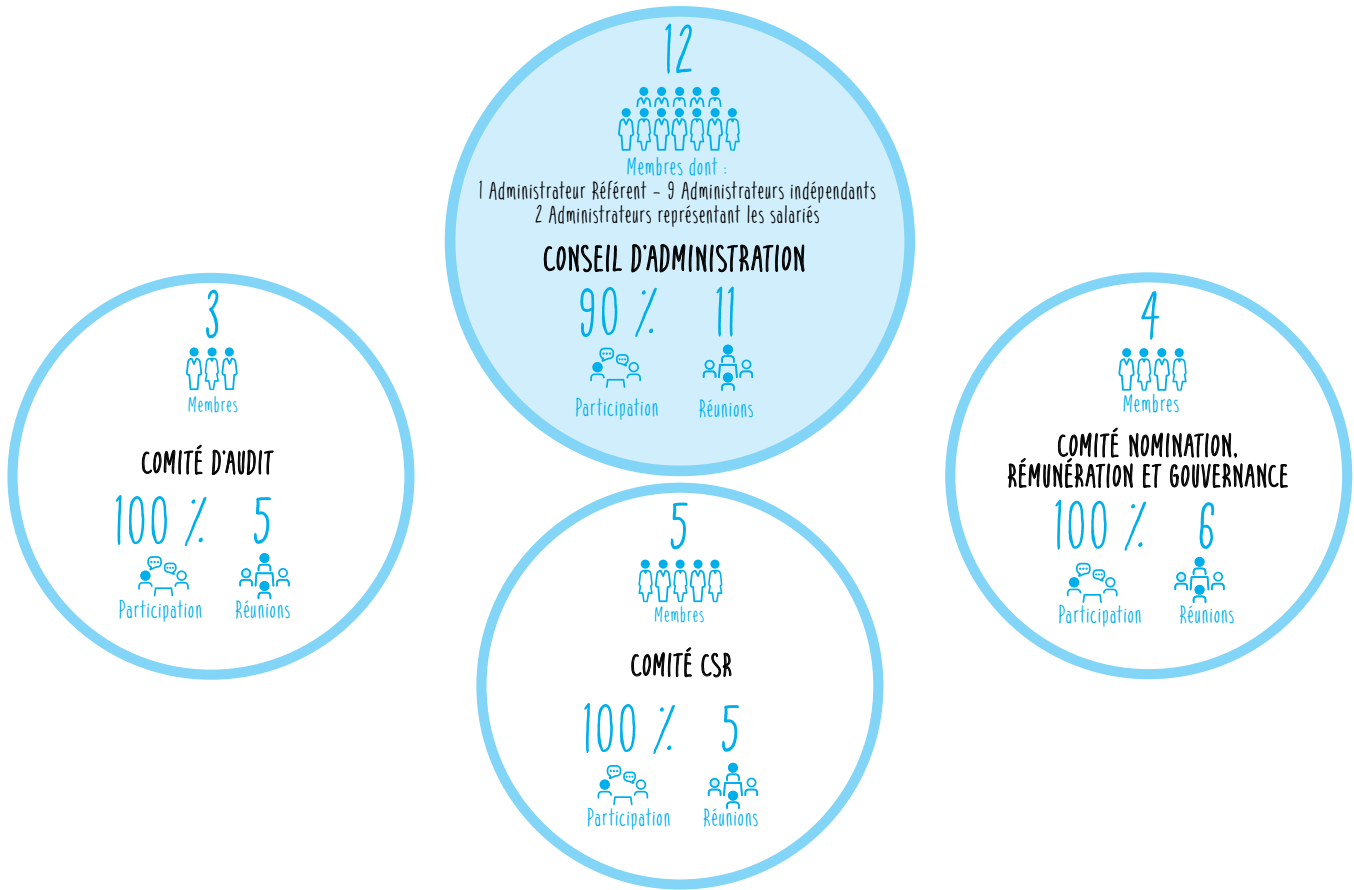 12
Membres dont :
1 Administrateur Référent – 9 Administrateurs indépendants
2 Administrateurs représentant les salariés
CONSEIL D'ADMINISTRATION
90 % 11
Participation Réunions
3
Membres
COMITÉ D'AUDIT
100 % 5
Participation Réunions
5
Membres
COMITÉ CSR
100 % 5
Participation Réunions
4
Membres
COMITÉ NOMINATION,
RÉMUNÉRATION ET GOUVERNANCE
100 % 6
Participation Réunions